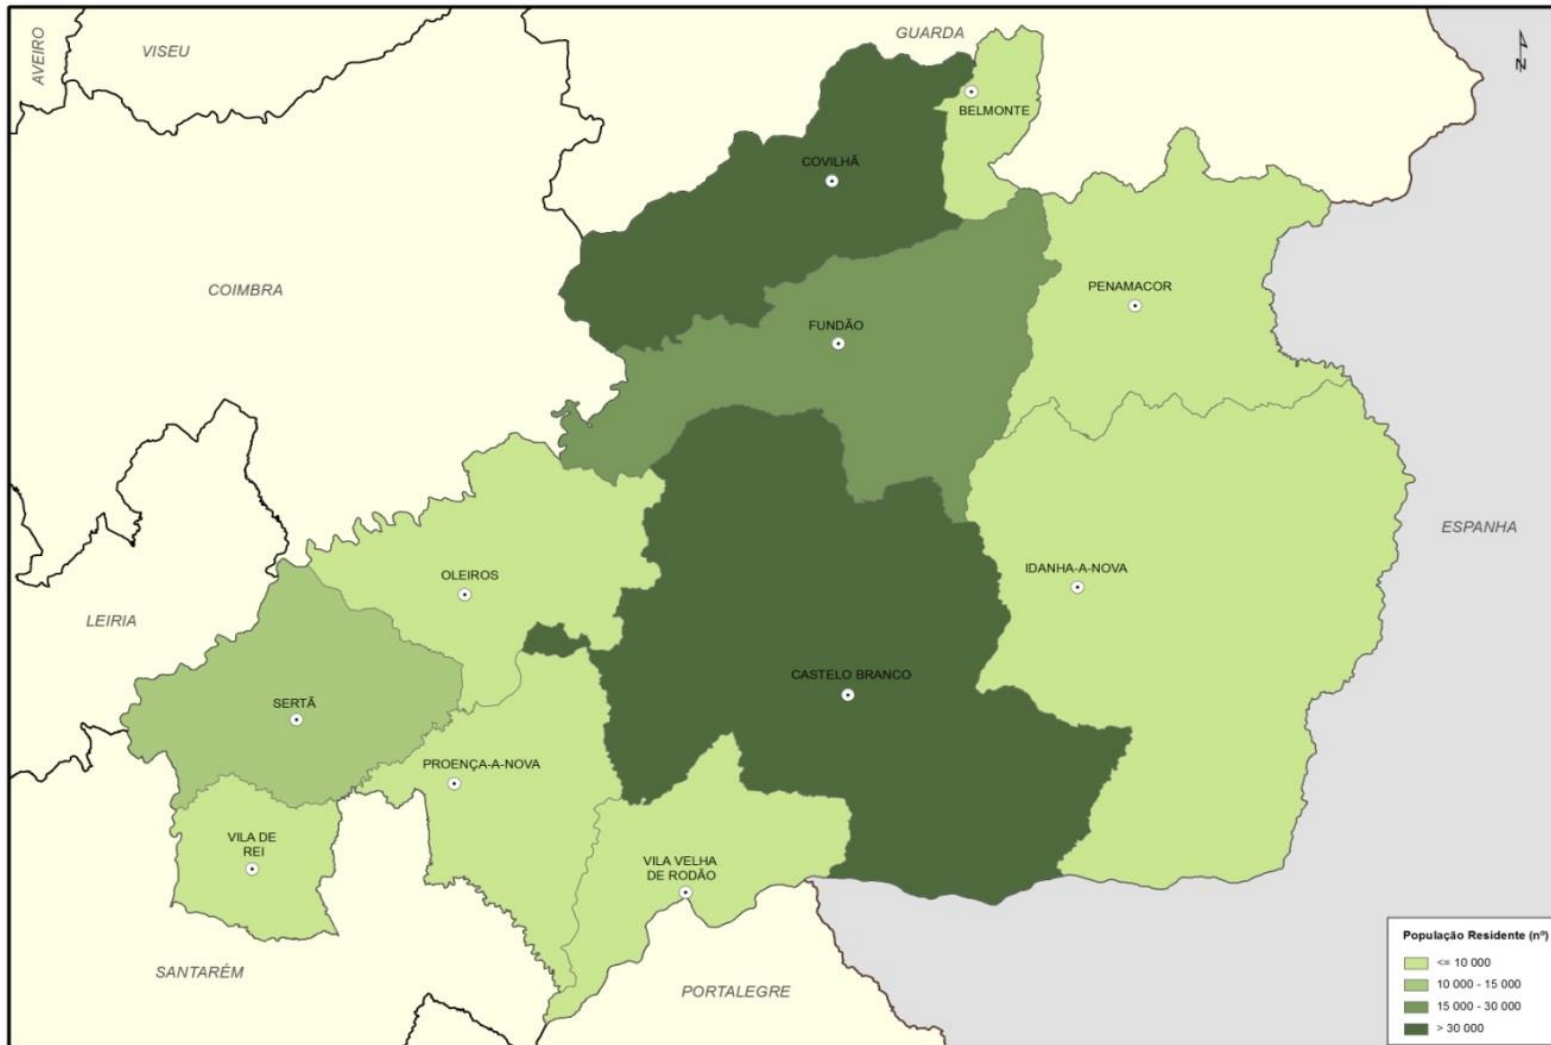 AVEIRO
VISEU
GUARDA
N
BELMONTE
COVILHÃ
COIMBRA
PENAMACOR
FUNDÃO
ESPANHA
OLEIROS
IDANHA-A-NOVA
LEIRIA
CASTELO BRANCO
SERTÃ
PROENÇA-A-NOVA
VILA DE
REI
VILA VELHA
DE RODÃO
SANTARÉM
PORTALEGRE
População Residente (nº)
<= 10 000
10 000 - 15 000
15 000 - 30 000
> 30 000